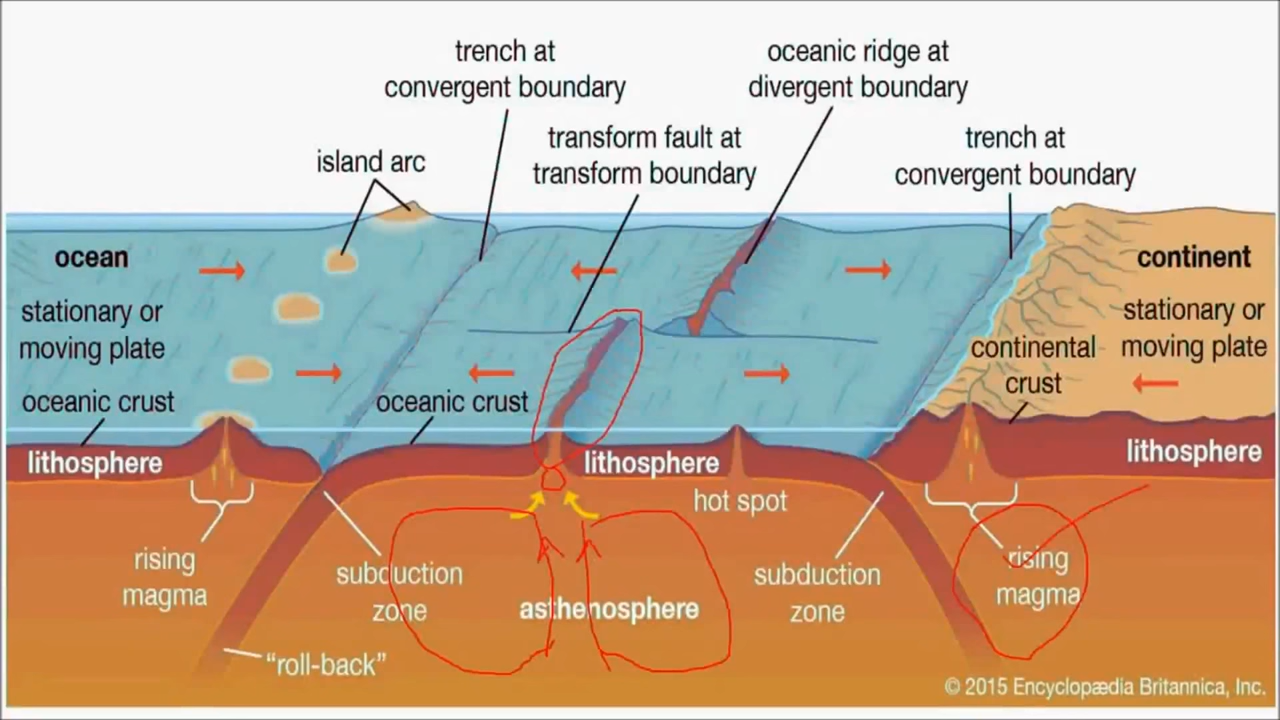 trench at
convergent boundary
oceanic ridge at
divergent boundary
transform fault at
transform boundary
trench at
convergent boundary
island arc
ocean
stationary or
moving plate
oceanic crust
oceanic crust
continent
stationary or
moving plate
continental
crust
lithosphere
lithosphere
lithosphere
hot spot
rising
magma
subduction
zone
asthenosphere
subduction
zone
rising
magma
"roll-back"
© 2015 Encyclopædia Britannica, Inc.